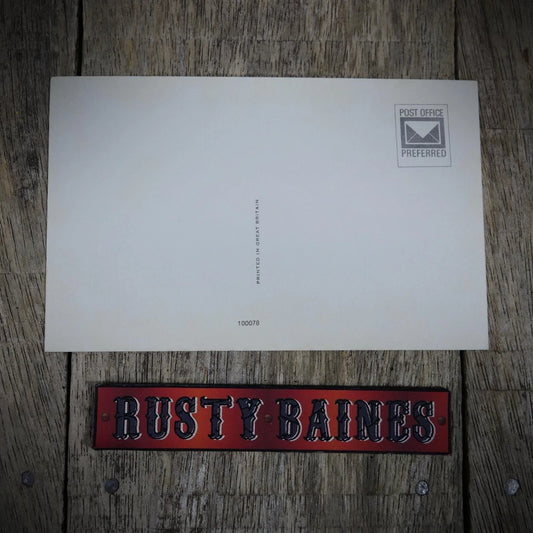 POST OFFICE
PREFERRED
PRINTED IN GREAT BRITAIN
100078
RUSTY BAINES